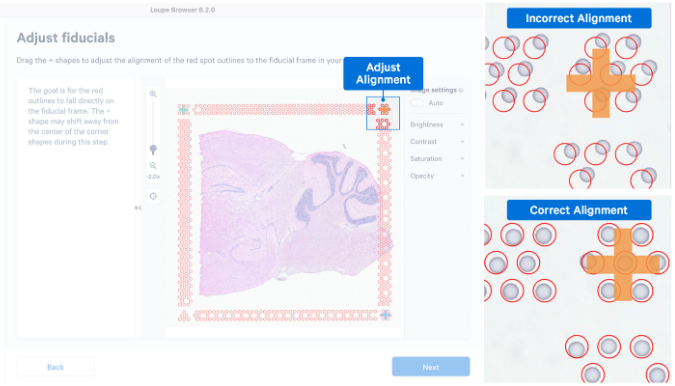 Loupe Browser 6.2.0
Adjust fiducials
Drag the + shapes to adjust the alignment of the red spot outlines to the fiducial frame in your
Adjust
Alignment
The goal is for the red
outlines to fall directly on
the fiducial frame. The +
shape may shift away from
the center of the corner
shapes during this step.
-2.0x
Image settings
Auto
Brightness
Contrast
Saturation
Opacity
Back
Next
Incorrect Alignment
Correct Alignment